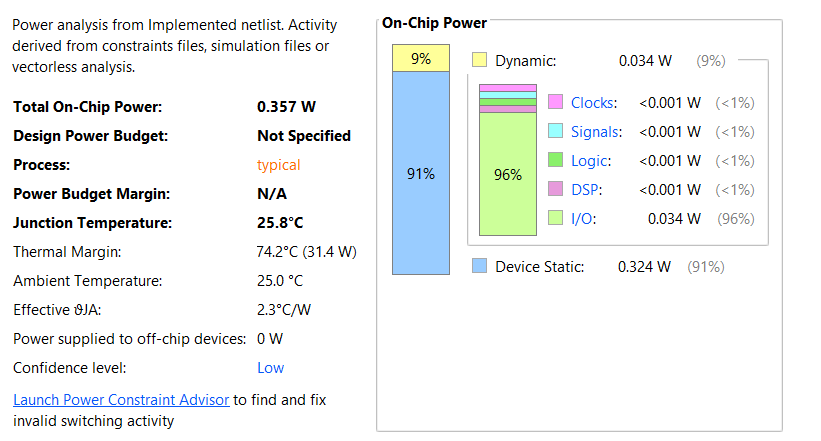 Power analysis from Implemented netlist. Activity
derived from constraints files, simulation files or
vectorless analysis.
Total On-Chip Power: 0.357 W
Design Power Budget: Not Specified
Process: typical
Power Budget Margin: N/A
Junction Temperature: 25.8°C
Thermal Margin: 74.2°C (31.4 W)
Ambient Temperature: 25.0 °C
Effective ϑJA: 2.3°C/W
Power supplied to off-chip devices: 0 W
Confidence level: Low
Launch Power Constraint Advisor to find and fix
invalid switching activity
On-Chip Power
9%
91%
Dynamic: 0.034 W (9%)
96%
Clocks: <0.001 W (<1%)
Signals: <0.001 W (<1%)
Logic: <0.001 W (<1%)
DSP: <0.001 W (<1%)
I/O: 0.034 W (96%)
Device Static: 0.324 W (91%)